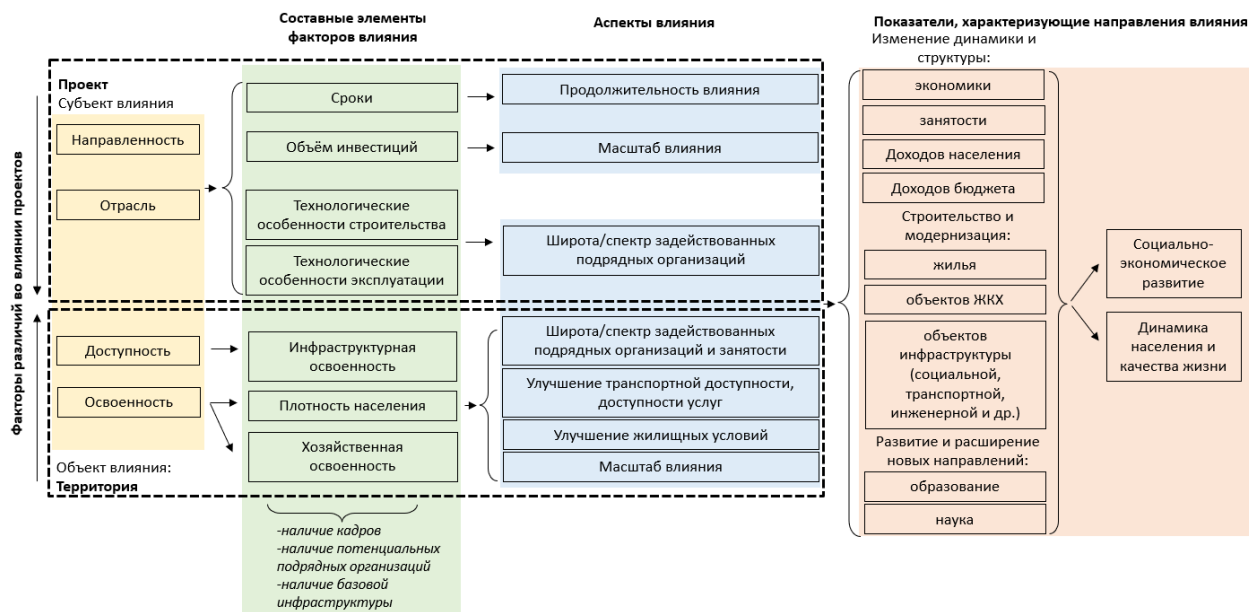 Составные элементы
факторов влияния
Аспекты влияния
Показатели, характеризующие направления влияния
Факторы различий во влиянии проектов
Проект
Субъект влияния
Направленность
Отрасль
Сроки
Объём инвестиций
Технологические
особенности строительства
Технологические
особенности эксплуатации
Продолжительность влияния
Масштаб влияния
Широта/спектр задействованных
подрядных организаций
Доступность
Освоенность
Объект влияния:
Территория
Инфраструктурная
освоенность
Плотность населения
Хозяйственная
освоенность
-наличие кадров
-наличие потенциальных
подрядных организаций
-наличие базовой
инфраструктуры
Широта/спектр задействованных
подрядных организаций и занятости
Улучшение транспортной доступности,
доступности услуг
Улучшение жилищных условий
Масштаб влияния
Изменение динамики и
структуры:
экономики
занятости
Доходов населения
Доходов бюджета
Строительство и
модернизация:
жилья
объектов ЖКХ
объектов
инфраструктуры
(социальной,
транспортной,
инженерной и др.)
Развитие и расширение
новых направлений:
образование
наука
Социально-
экономическое
развитие
Динамика
населения и
качества жизни